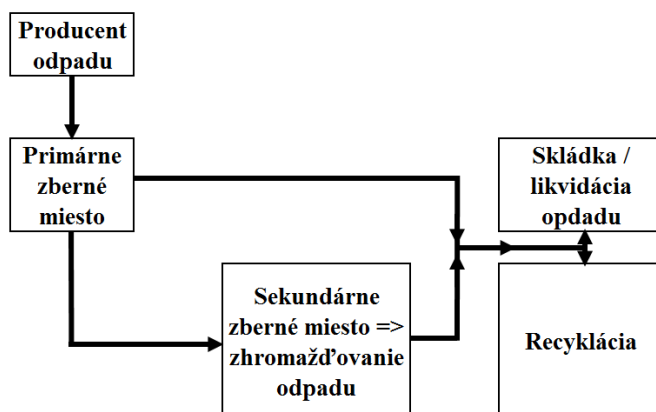 Producent
odpadu
Primárne
zberné
miesto
Skládka /
likvidácia
opdadu
Sekundárne
zberné miesto =>
zhromažďovanie
odpadu
Recyklácia